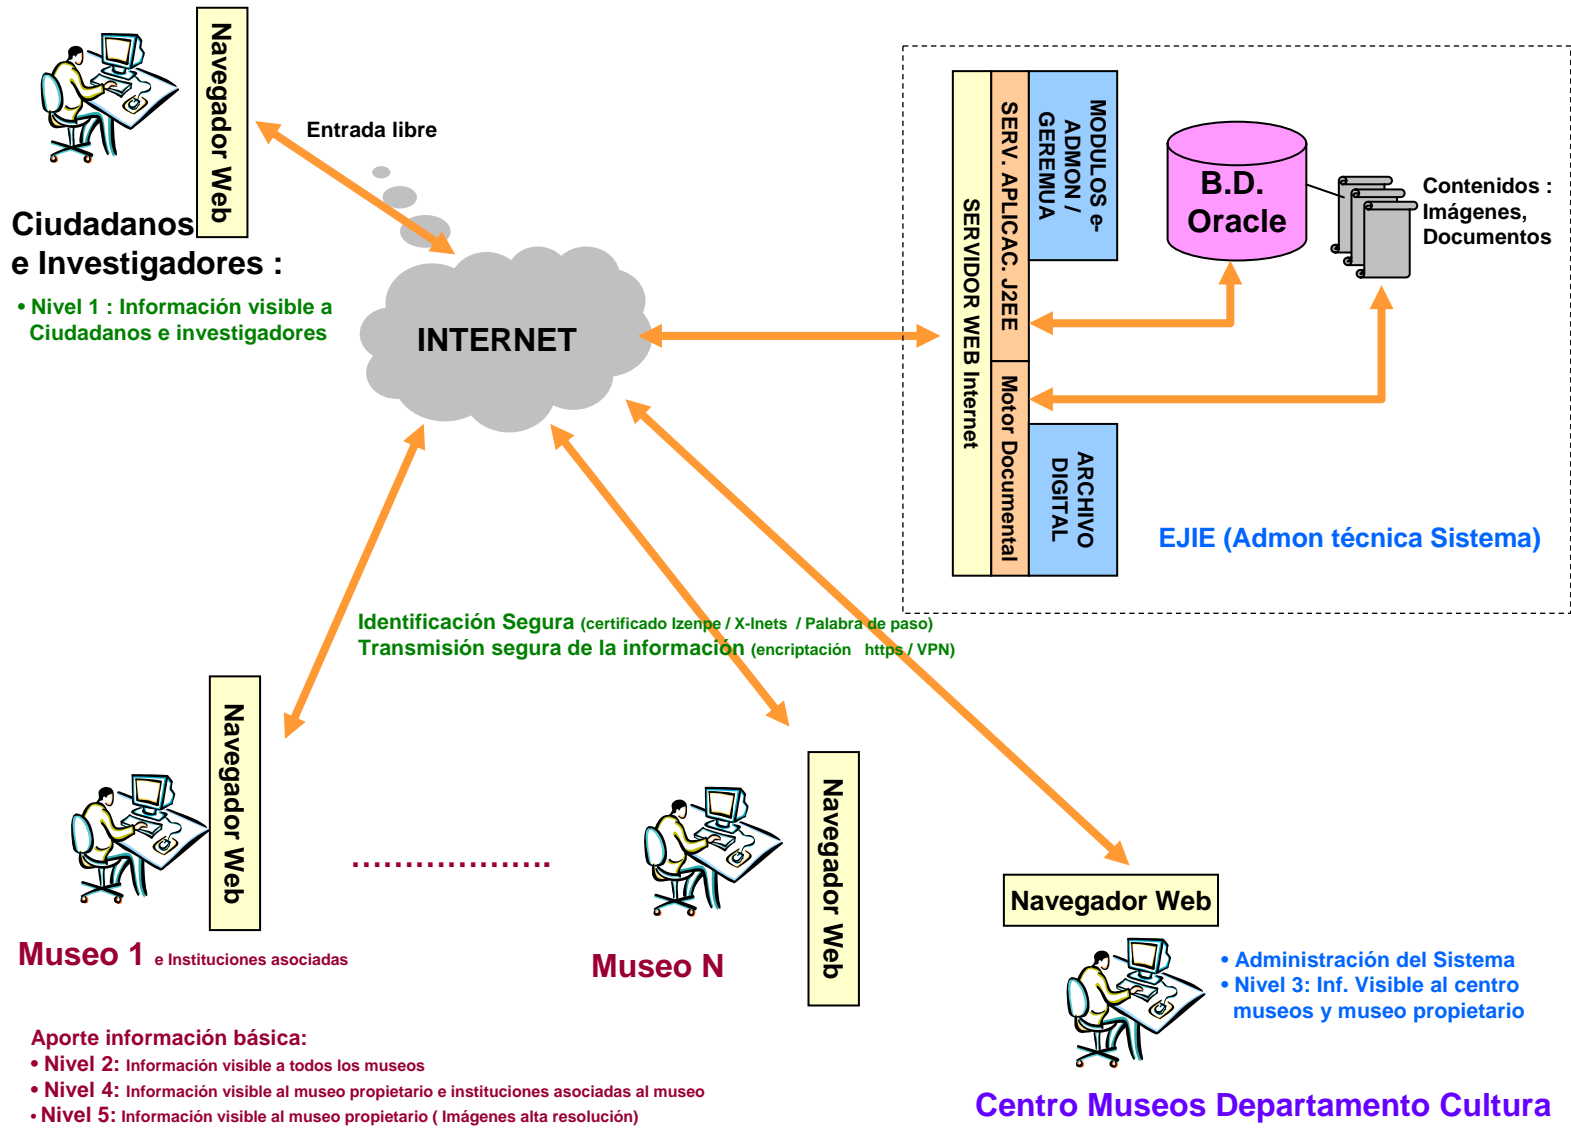 Navegador Web
Entrada libre
Ciudadanos
e Investigadores :
• Nivel 1 : Información visible a
Ciudadanos e investigadores
INTERNET
SERVIDOR WEB Internet
SERV. APLICAC. J2EE
Motor Documental
MODULOS e-
ADMON /
GEREMUA
ARCHIVO
DIGITAL
B.D.
Oracle
Contenidos :
Imágenes,
Documentos
EJIE (Admon técnica Sistema)
Identificación Segura (certificado Izenpe / X-Inets / Palabra de paso)
Transmisión segura de la información (encriptación https / VPN)
Navegador Web
Museo 1 e Instituciones asociadas
..................
Navegador Web
Museo N
Navegador Web
• Administración del Sistema
• Nivel 3: Inf. Visible al centro
museos y museo propietario
Centro Museos Departamento Cultura
Aporte información básica:
• Nivel 2: Información visible a todos los museos
• Nivel 4: Información visible al museo propietario e instituciones asociadas al museo
• Nivel 5: Información visible al museo propietario ( Imágenes alta resolución)